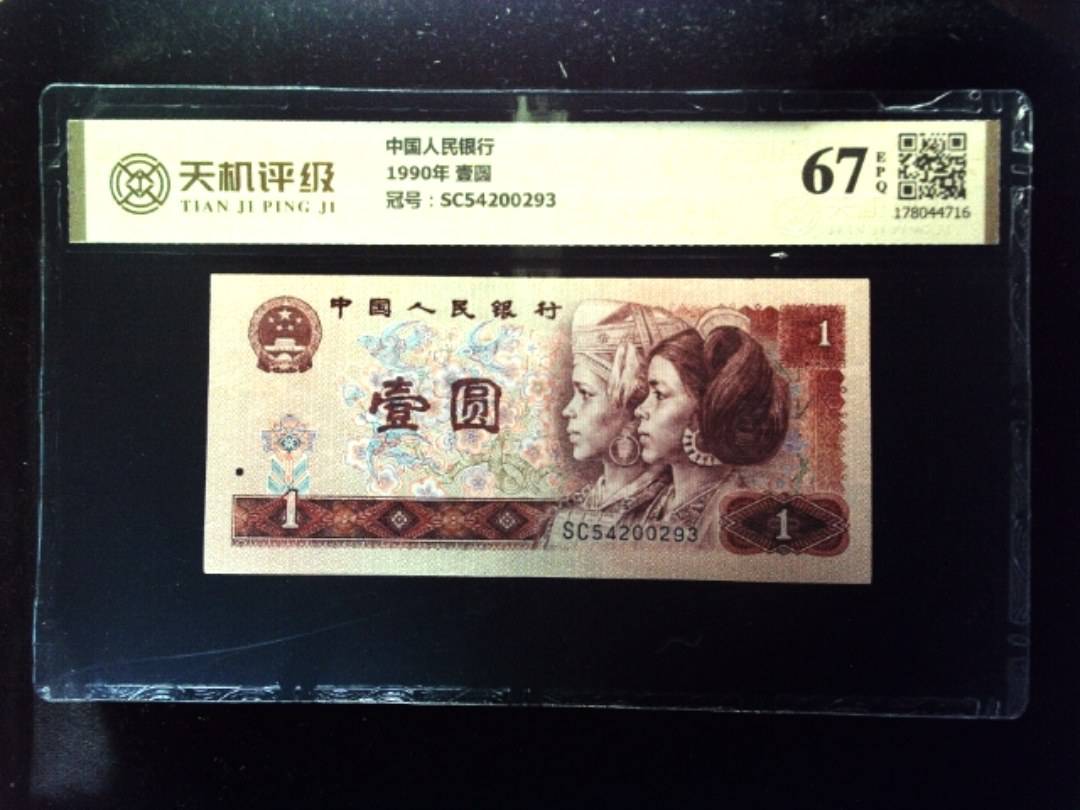 天机评级
TIAN JI PING JI
中国人民银行
1990年 壹圆
冠号：SC54200293
67
EPQ
178044716
中国人民银行
1
壹圆
1
SC54200293
1